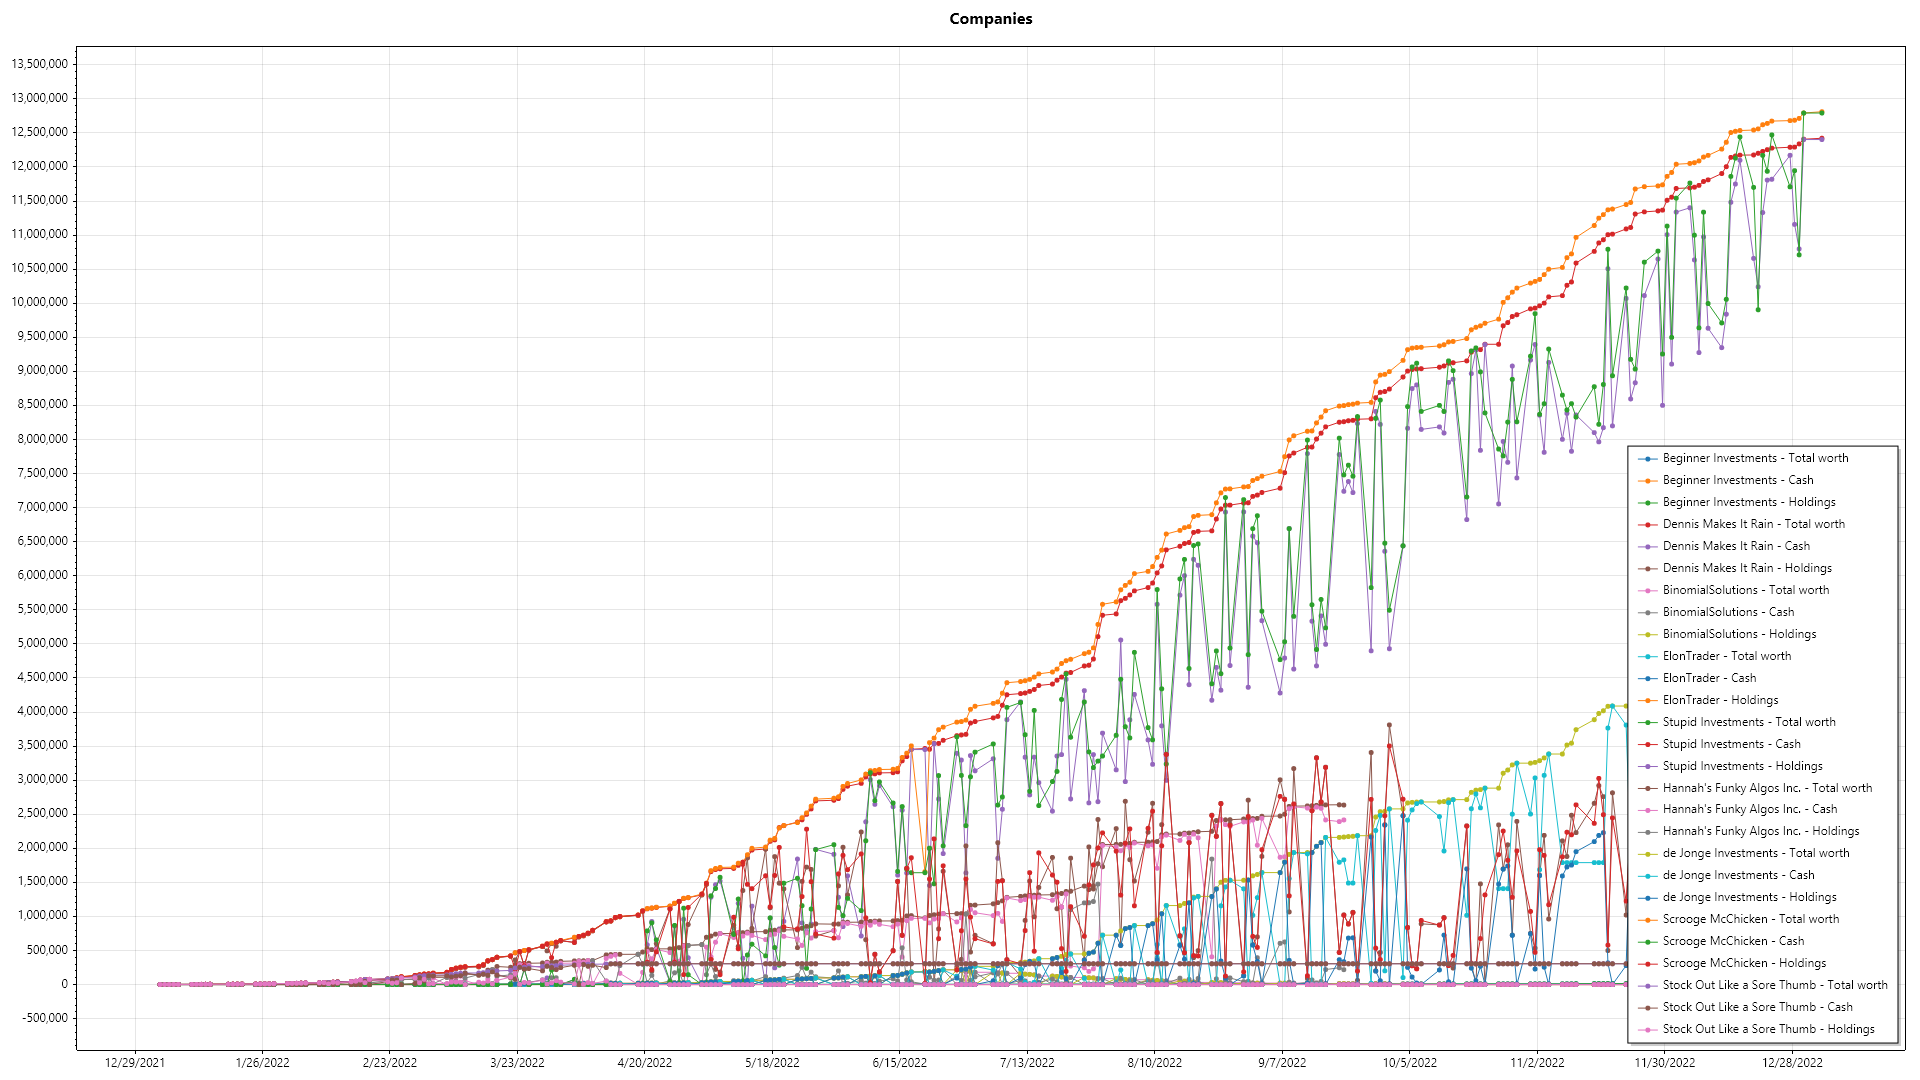 Companies
13,500,000
13,000,000
12,500,000
12,000,000
11,500,000
11,000,000
10,500,000
10,000,000
9,500,000
9,000,000
8,500,000
8,000,000
7,500,000
7,000,000
6,500,000
6,000,000
5,500,000
5,000,000
4,500,000
4,000,000
3,500,000
3,000,000
2,500,000
2,000,000
1,500,000
1,000,000
500,000
0
-500,000
Beginner Investments - Total worth
Beginner Investments - Cash
Beginner Investments - Holdings
Dennis Makes It Rain - Total worth
Dennis Makes It Rain - Cash
Dennis Makes It Rain - Holdings
BinomialSolutions - Total worth
BinomialSolutions - Cash
BinomialSolutions - Holdings
ElonTrader - Total worth
ElonTrader - Cash
ElonTrader - Holdings
Stupid Investments - Total worth
Stupid Investments - Cash
Stupid Investments - Holdings
Hannah's Funky Algos Inc. - Total worth
Hannah's Funky Algos Inc. - Cash
Hannah's Funky Algos Inc. - Holdings
de Jonge Investments - Total worth
de Jonge Investments - Cash
de Jonge Investments - Holdings
Scrooge McChicken - Total worth
Scrooge McChicken - Cash
Scrooge McChicken - Holdings
Stock Out Like a Sore Thumb - Total worth
Stock Out Like a Sore Thumb - Cash
Stock Out Like a Sore Thumb - Holdings
12/29/2021 1/26/2022 2/23/2022 3/23/2022 4/20/2022 5/18/2022 6/15/2022 7/13/2022 8/10/2022 9/7/2022 10/5/2022 11/2/2022 11/30/2022 12/28/2022